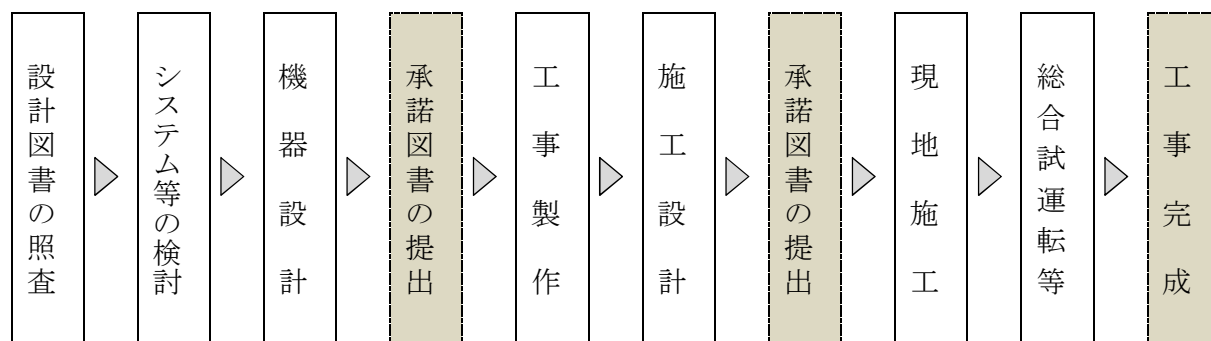 設計図書の照査
システム等の検討
機器設計
承諾図書の提出
工事製作
施工設計
承諾図書の提出
現地施工
総合試運転等
工事完成